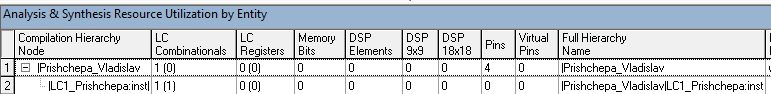 Analysis & Synthesis Resource Utilization by Entity
Compilation Hierarchy Node LC Combinationals LC Registers Memory Bits DSP Elements DSP 9x9 DSP 18x18 Pins Virtual Pins Full Hierarchy Name
1 |Prishchepa_Vladislav 1 (0) 0 (0) 0 0 0 0 4 0 |Prishchepa_Vladislav
2 |LC1_Prishchepa:inst| 1 (1) 0 (0) 0 0 0 0 0 0 |Prishchepa_Vladislav|LC1_Prishchepa:inst